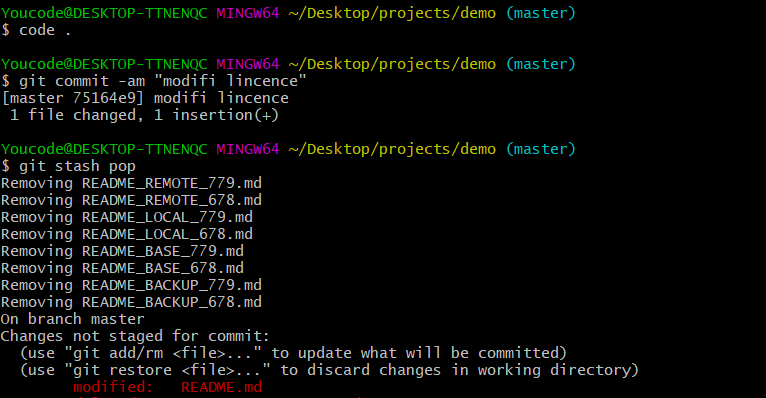 Youcode@DESKTOP-TTNENQC MINGW64 ~/Desktop/projects/demo (master)
$ code .
Youcode@DESKTOP-TTNENQC MINGW64 ~/Desktop/projects/demo (master)
$ git commit -am "modifi lincence"
[master 75164e9] modifi lincence
1 file changed, 1 insertion(+)
Youcode@DESKTOP-TTNENQC MINGW64 ~/Desktop/projects/demo (master)
$ git stash pop
Removing README_REMOTE_779.md
Removing README_REMOTE_678.md
Removing README_LOCAL_779.md
Removing README_LOCAL_678.md
Removing README_BASE_779.md
Removing README_BASE_678.md
Removing README_BACKUP_779.md
Removing README_BACKUP_678.md
On branch master
Changes not staged for commit:
(use "git add/rm <file>..." to update what will be committed)
(use "git restore <file>..." to discard changes in working directory)
modified: README.md